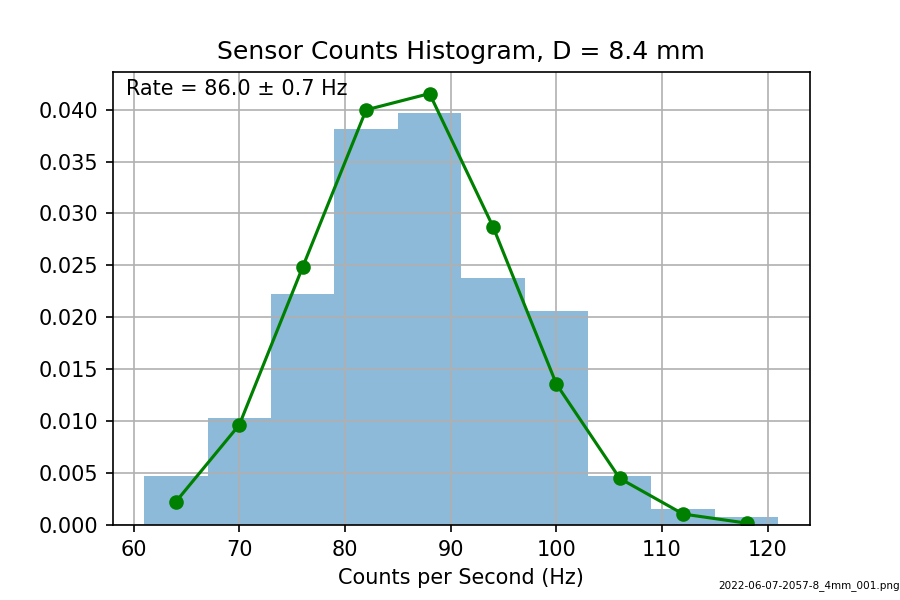 Sensor Counts Histogram, D = 8.4 mm
Rate = 86.0 ± 0.7 Hz
0.040
0.035
0.030
0.025
0.020
0.015
0.010
0.005
0.000
60 70 80 90 100 110 120
Counts per Second (Hz)
2022-06-07-2057-8_4mm_001.png